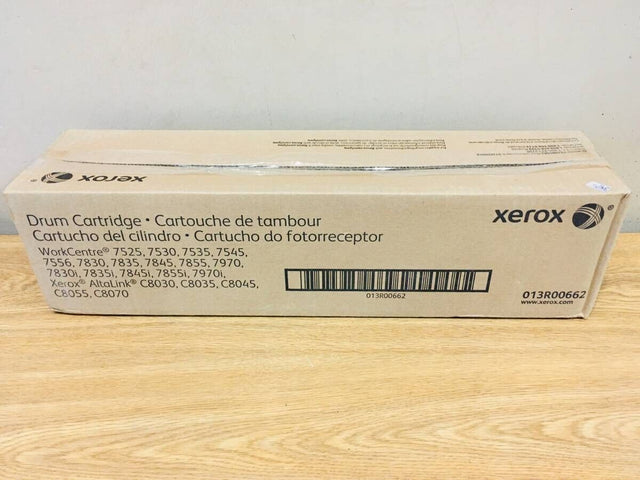 xerox
Drum Cartridge • Cartouche de tambour
Cartucho del cilindro • Cartucho do fotorreceptor
WorkCentre® 7525, 7530, 7535, 7545,
7556, 7830, 7835, 7845, 7855, 7970,
7830i, 7835i, 7845i, 7855i, 7970i,
Xerox® AltaLink® C8030, C8035, C8045,
C8055, C8070
xerox®
013R00662
013R00662
www.xerox.com